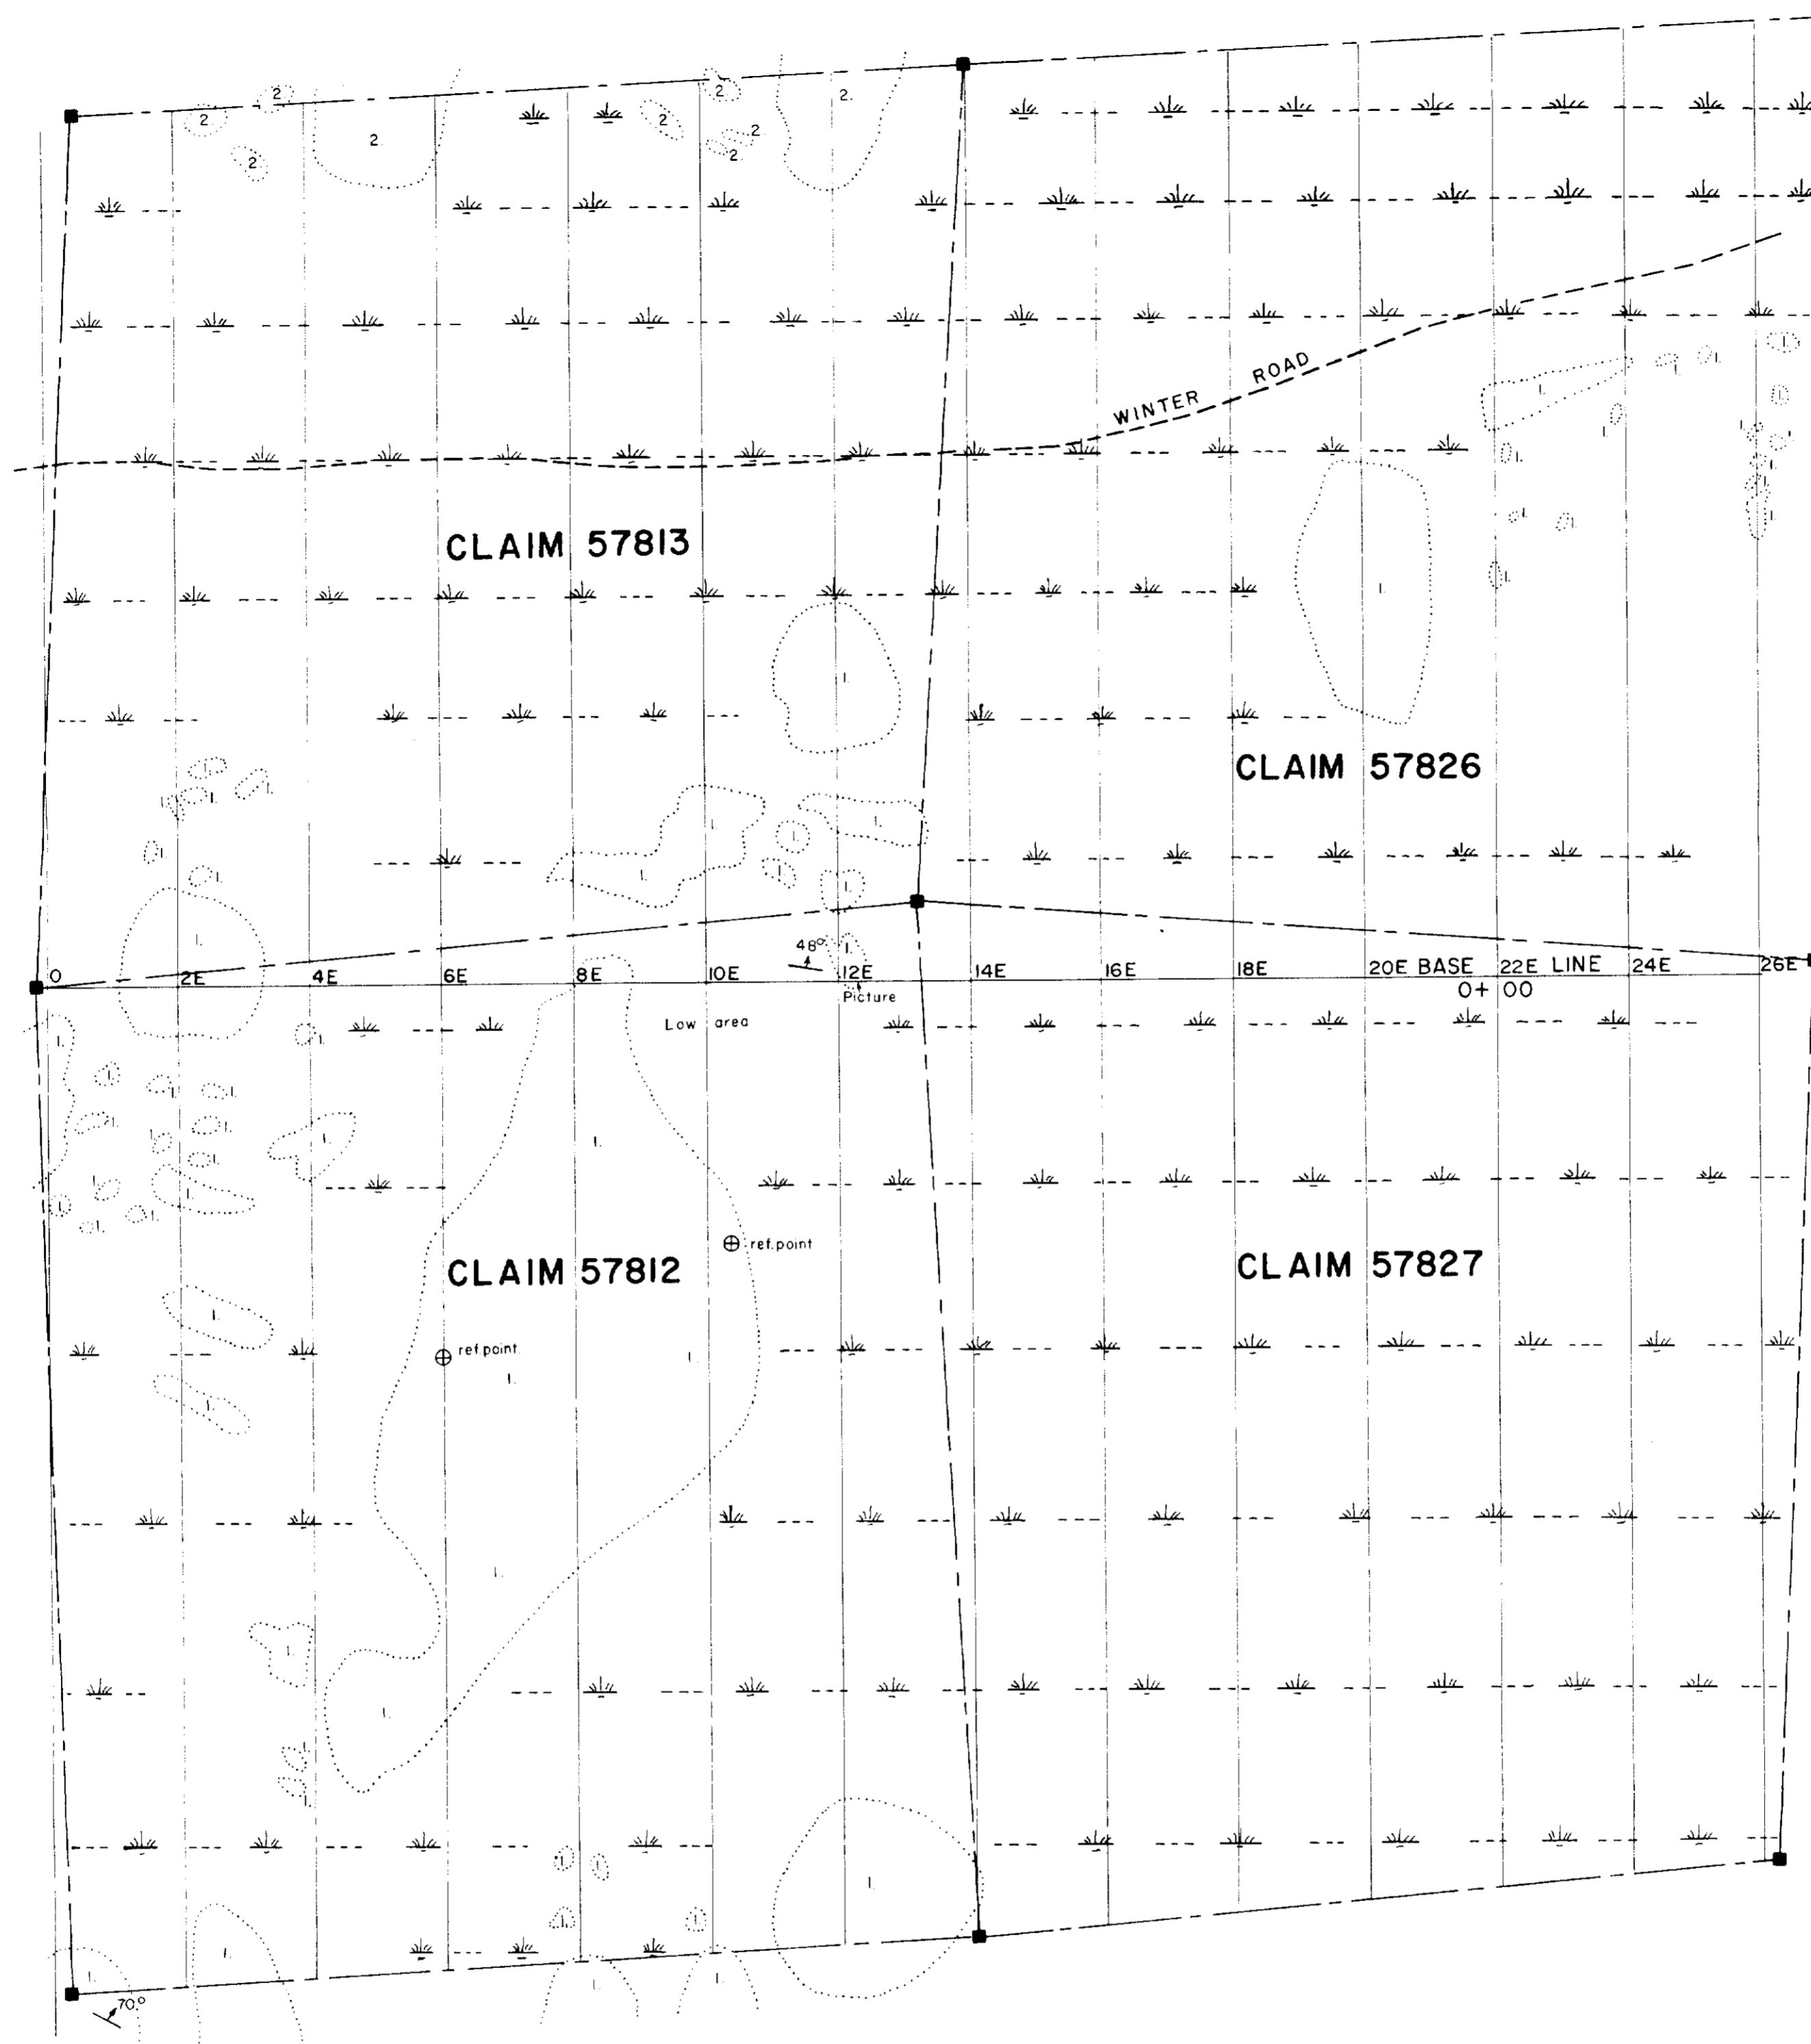 2 2 2 2.
2 2. 2 2
2 2.
WINTER ROAD
CLAIM 57813
CLAIM 57826
48°
0 2E 4E 6E 8E 10E 12E 14E 16E 18E 20E BASE 22E LINE 24E 26E
0+00
Picture
Low area
ref.point
CLAIM 57812
CLAIM 57827
ref.point.
70°